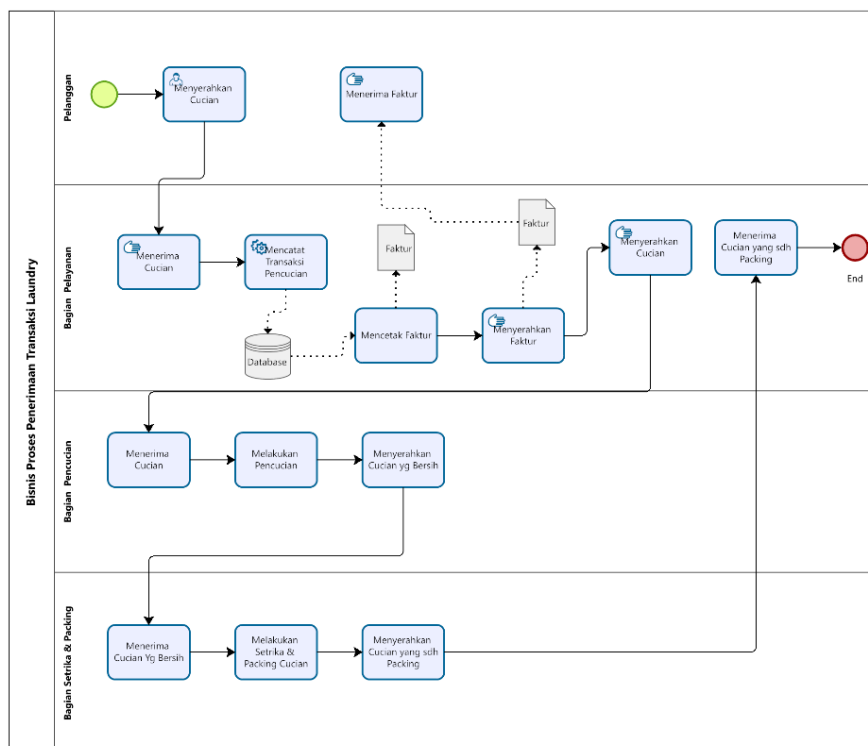 Bisnis Proses Penerimaan Transaksi Laundry
Pelanggan
Menyerahkan
Cucian
Menerima Faktur
Bagian Pelayanan
Menerima
Cucian
Mencatat
Transaksi
Pencucian
Database
Faktur
Mencetak Faktur
Faktur
Menyerahkan
Faktur
Menyerahkan
Cucian
Menerima
Cucian yang sdh
Packing
End
Bagian Pencucian
Menerima
Cucian
Melakukan
Pencucian
Menyerahkan
Cucian yg Bersih
Bagian Setrika & Packing
Menerima
Cucian Yg Bersih
Melakukan
Setrika &
Packing Cucian
Menyerahkan
Cucian yang sdh
Packing